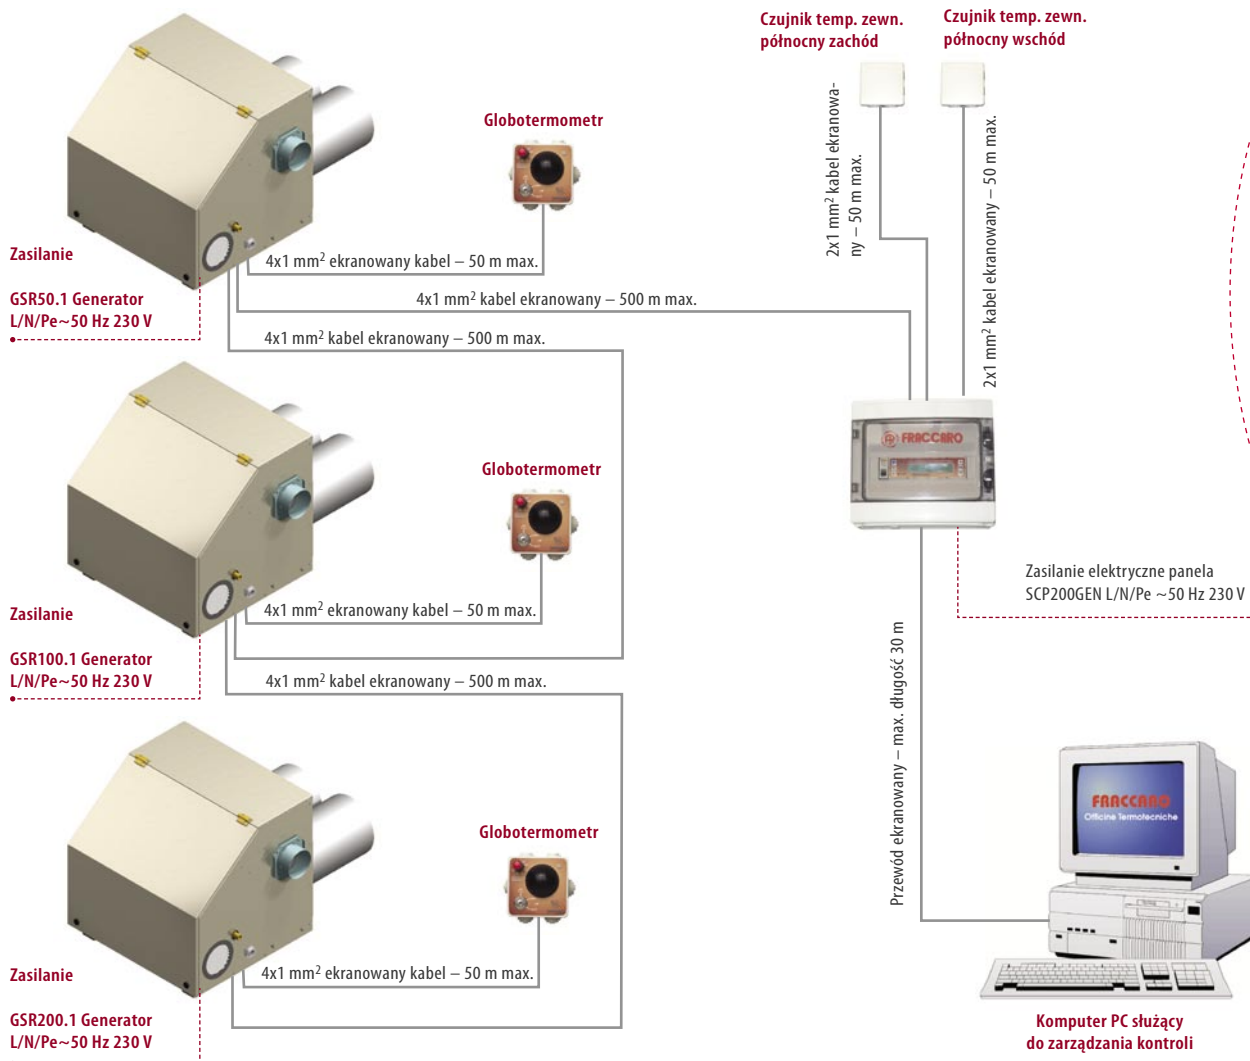 Czujnik temp. zewn.
północny zachód
Czujnik temp. zewn.
północny wschód
2x1 mm² kabel ekranowa-
ny – 50 m max.
2x1 mm² kabel ekranowany – 50 m max.
Globotermometr
Zasilanie
4x1 mm² ekranowany kabel – 50 m max.
GSR50.1 Generator
L/N/Pe~50 Hz 230 V
4x1 mm² kabel ekranowany – 500 m max.
4x1 mm² kabel ekranowany – 500 m max.
FRACCARO
Globotermometr
Zasilanie
4x1 mm² ekranowany kabel – 50 m max.
GSR100.1 Generator
L/N/Pe~50 Hz 230 V
4x1 mm² kabel ekranowany – 500 m max.
Zasilanie elektryczne panela
SCP200GEN L/N/Pe ~50 Hz 230 V
Przewód ekranowany – max. długość 30 m
FRACCARO
Officine Termotecniche
Globotermometr
Zasilanie
4x1 mm² ekranowany kabel – 50 m max.
GSR200.1 Generator
L/N/Pe~50 Hz 230 V
Komputer PC służący
do zarządzania kontroli